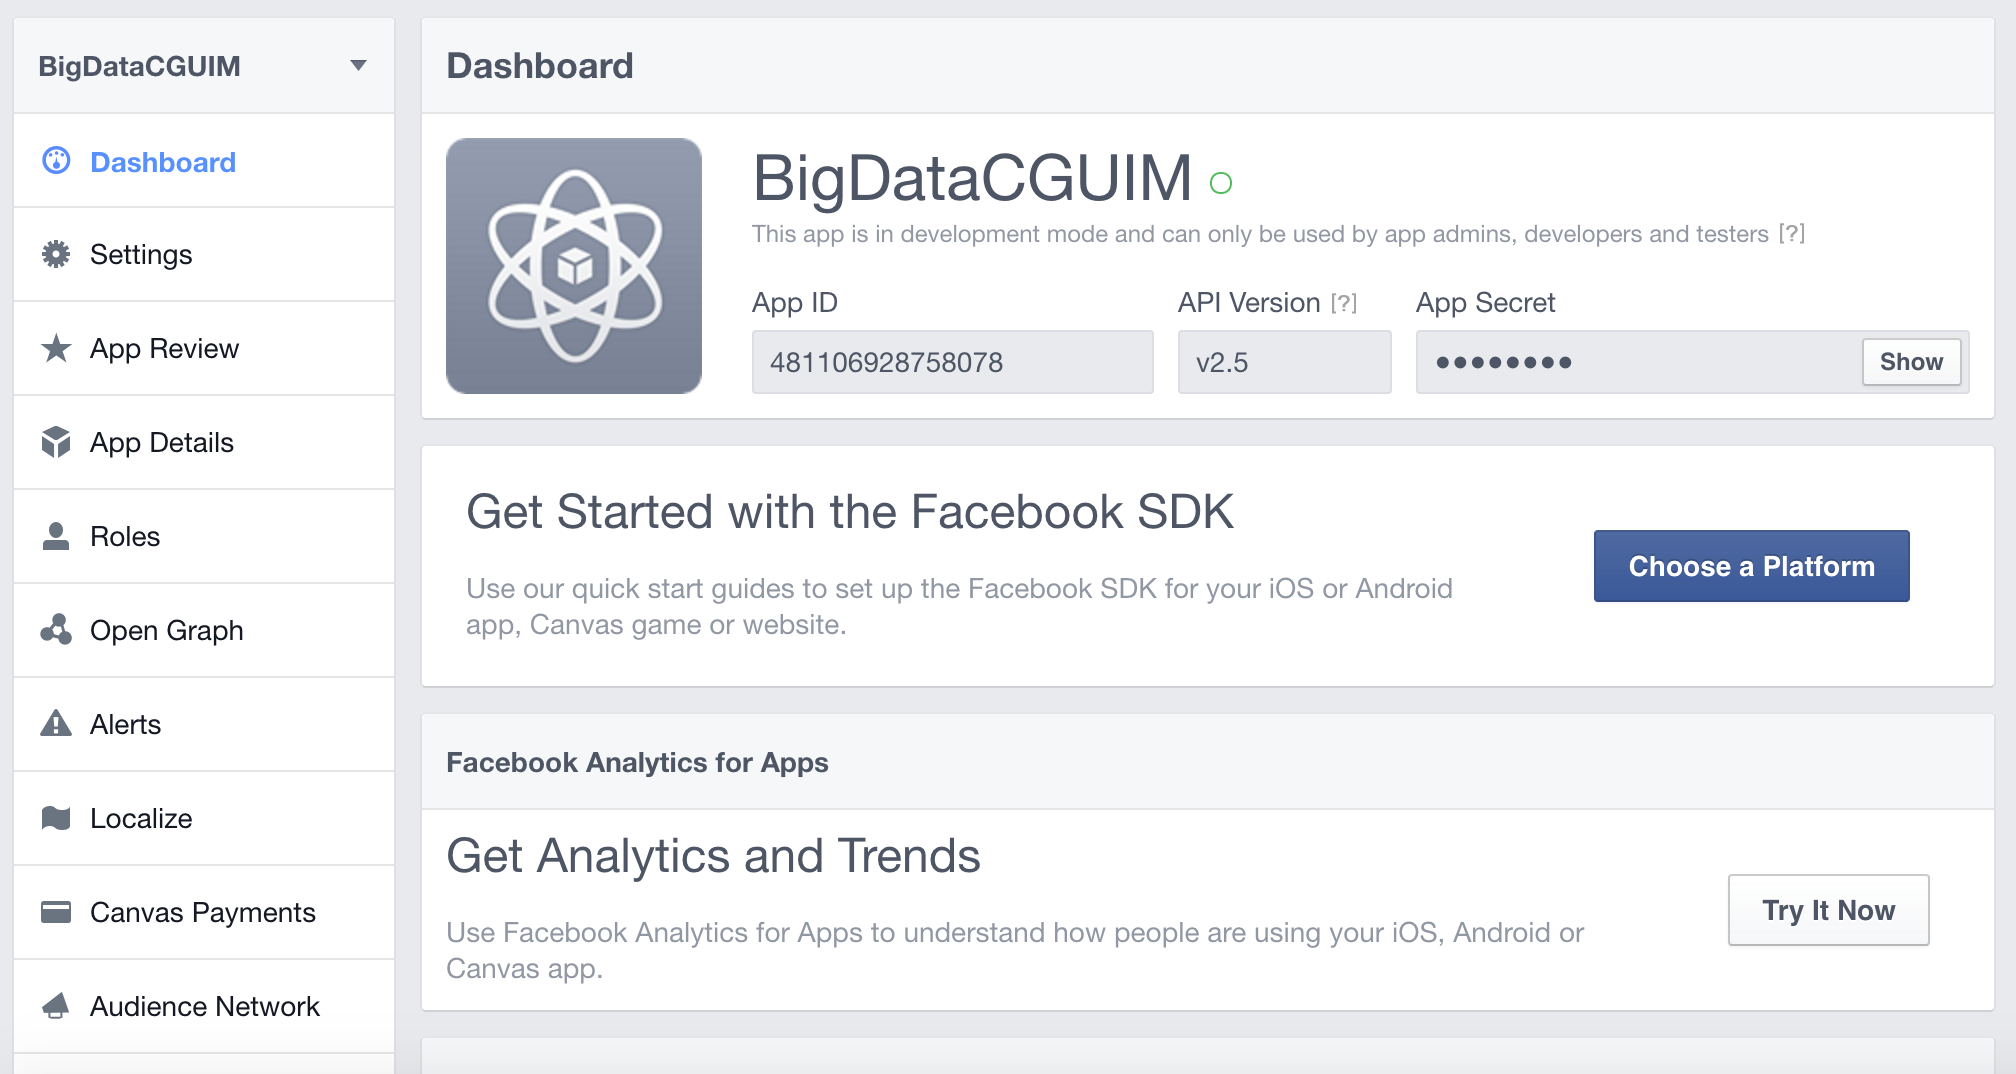 BigDataCGUIM
Dashboard
Settings
App Review
App Details
Roles
Open Graph
Alerts
Localize
Canvas Payments
Audience Network
Dashboard
BigDataCGUIM
This app is in development mode and can only be used by app admins, developers and testers [?]
App ID
481106928758078
API Version [?]
v2.5
App Secret
••••••••
Show
Get Started with the Facebook SDK
Use our quick start guides to set up the Facebook SDK for your iOS or Android
app, Canvas game or website.
Choose a Platform
Facebook Analytics for Apps
Get Analytics and Trends
Use Facebook Analytics for Apps to understand how people are using your iOS, Android or
Canvas app.
Try It Now